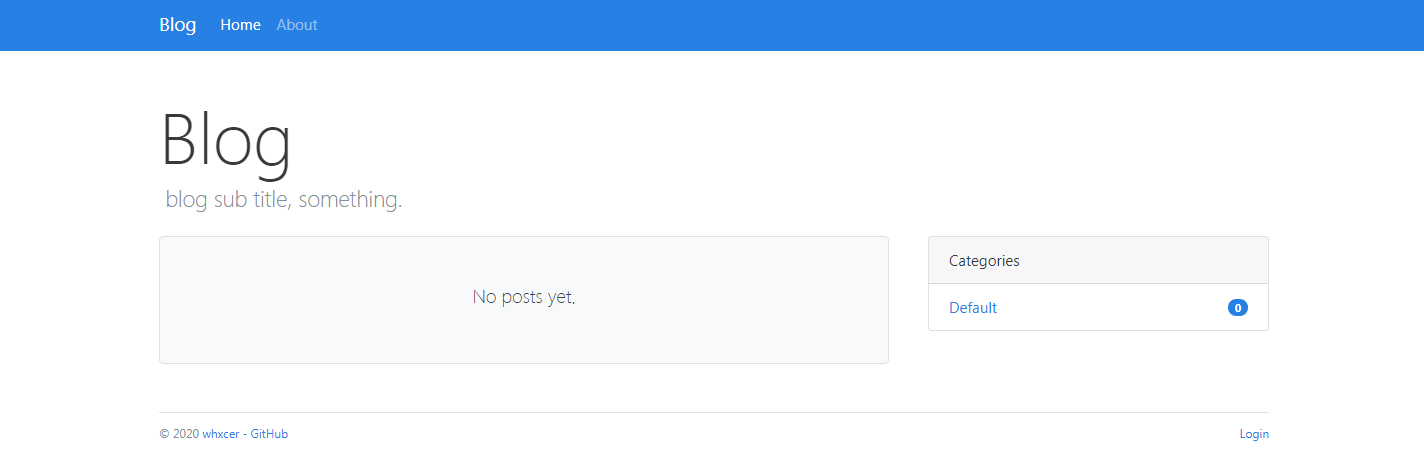 Blog Home About
Blog
blog sub title, something.
No posts yet.
Categories
Default 0
© 2020 whxcer - GitHub
Login